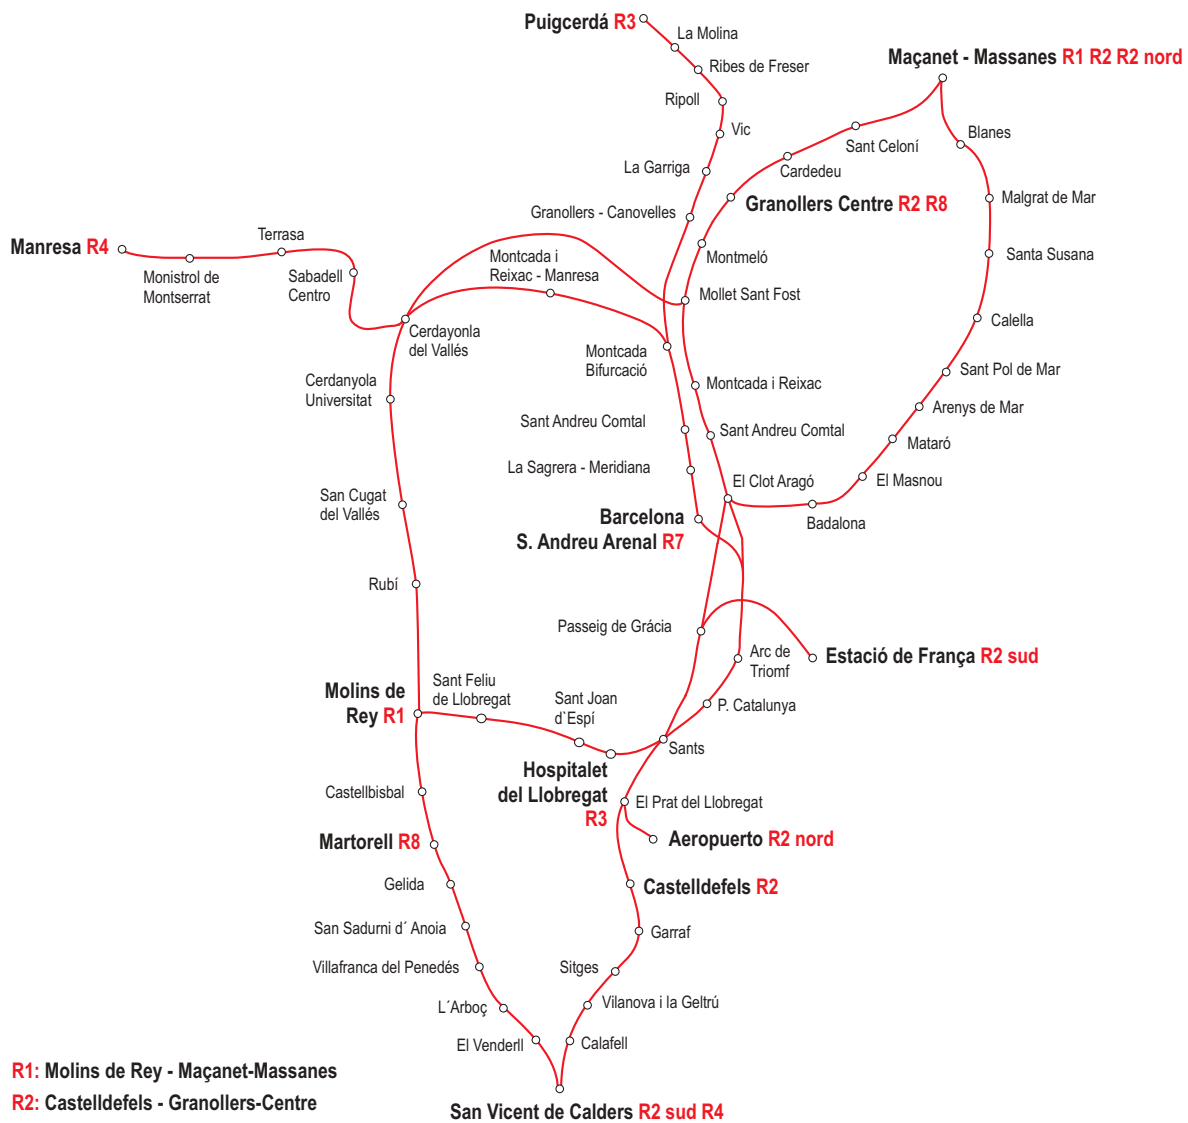 Puigcerdá R3
La Molina
Ribes de Freser
Ripoll
Vic
La Garriga
Granollers - Canovelles
Maçanet - Massanes R1 R2 R2 nord
Blanes
Sant Celoní
Cardedeu
Granollers Centre R2 R8
Malgrat de Mar
Montmeló
Santa Susana
Mollet Sant Fost
Calella
Manresa R4
Monistrol de
Montserrat
Terrasa
Sabadell
Centro
Montcada i
Reixac - Manresa
Cerdayonla
del Vallés
Montcada
Bifurcació
Cerdanyola
Universitat
Montcada i Reixac
Sant Pol de Mar
Arenys de Mar
Sant Andreu Comtal
Sant Andreu Comtal
Mataró
La Sagrera - Meridiana
El Clot Aragó
El Masnou
Badalona
San Cugat
del Vallés
Barcelona
S. Andreu Arenal R7
Rubí
Passeig de Grácia
Arc de
Triomf
Estació de França R2 sud
Molins de
Rey R1
Sant Feliu
de Llobregat
Sant Joan
d`Espí
P. Catalunya
Sants
Hospitalet
del Llobregat
R3
Castellbisbal
El Prat del Llobregat
Martorell R8
Aeropuerto R2 nord
Gelida
Castelldefels R2
San Sadurni d´ Anoia
Garraf
Villafranca del Penedés
Sitges
L´Arboç
Vilanova i la Geltrú
El Venderll
Calafell
San Vicent de Calders R2 sud R4
R1: Molins de Rey - Maçanet-Massanes
R2: Castelldefels - Granollers-Centre